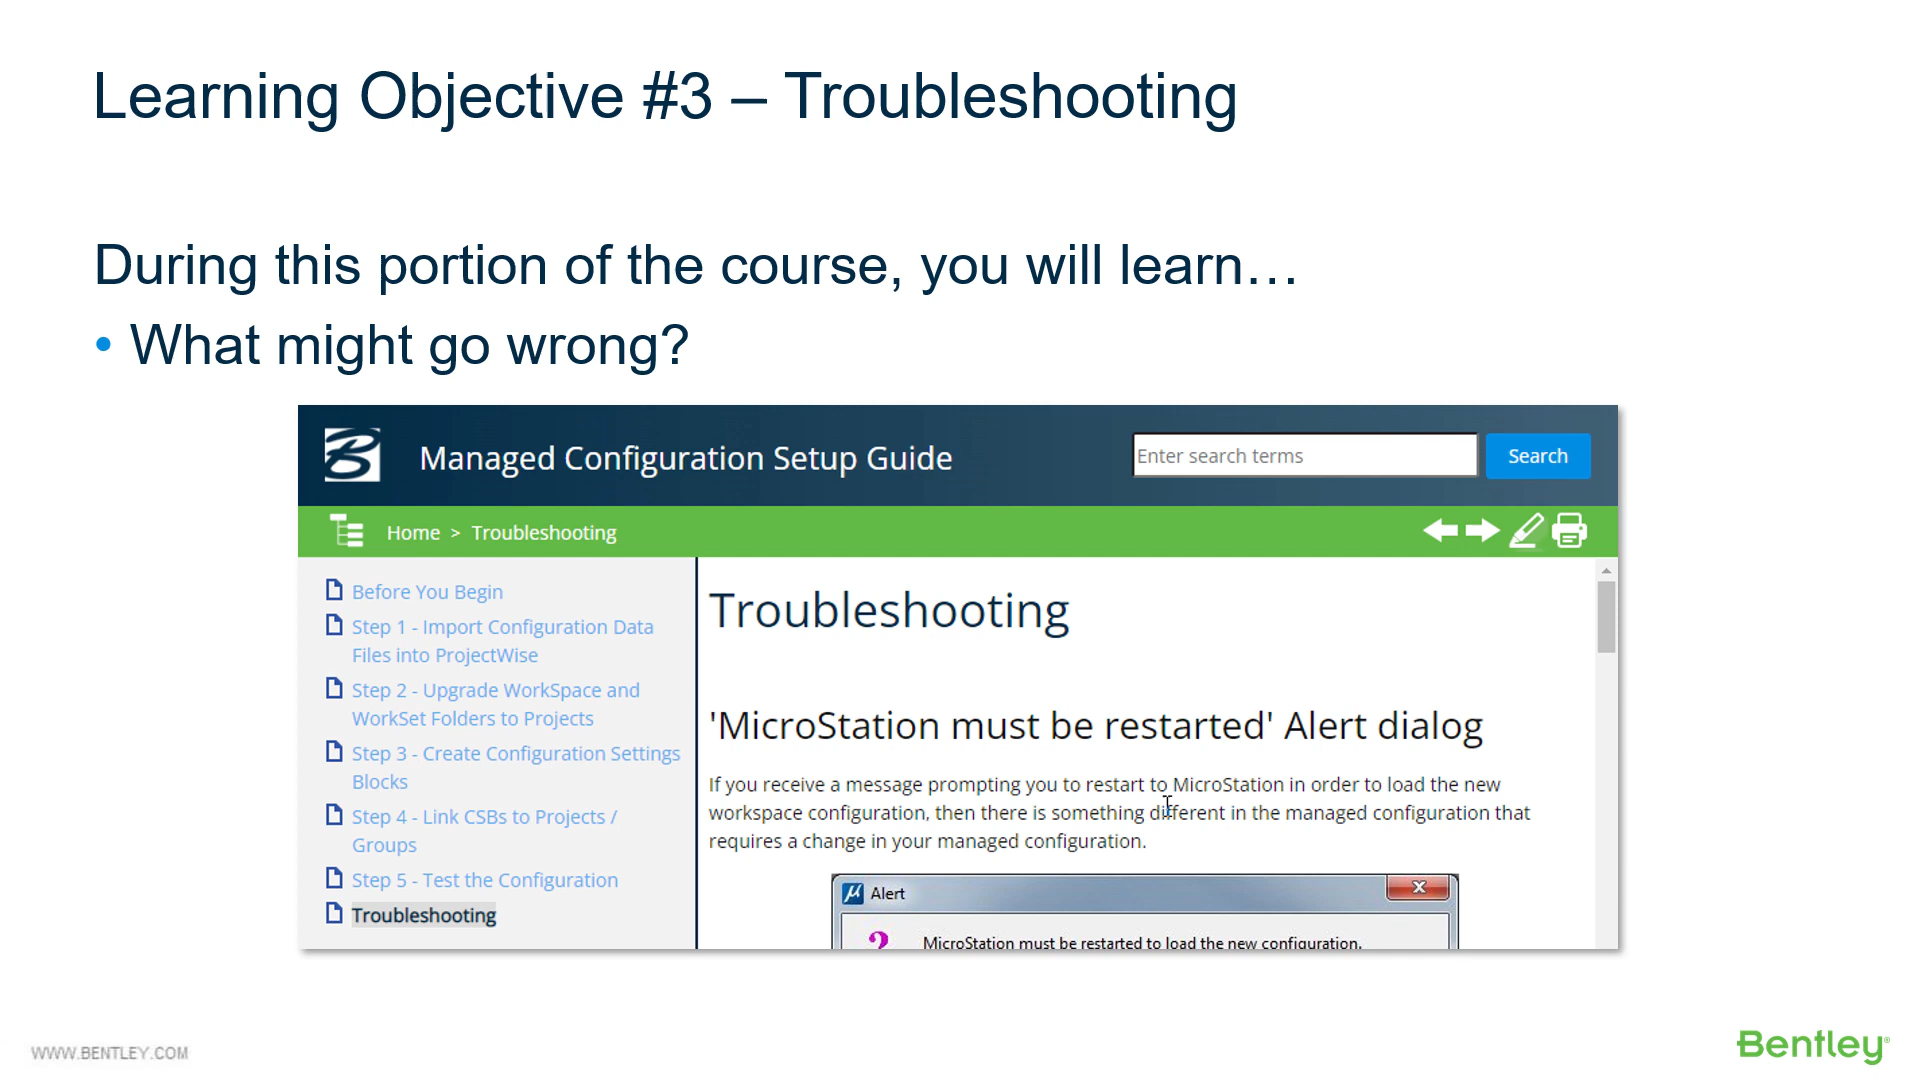 Learning Objective #3 – Troubleshooting
During this portion of the course, you will learn…
• What might go wrong?
Managed Configuration Setup Guide
Enter search terms
Search
Home > Troubleshooting
Before You Begin
Step 1 - Import Configuration Data
Files into ProjectWise
Step 2 - Upgrade WorkSpace and
WorkSet Folders to Projects
Step 3 - Create Configuration Settings
Blocks
Step 4 - Link CSBs to Projects /
Groups
Step 5 - Test the Configuration
Troubleshooting
Troubleshooting
'MicroStation must be restarted' Alert dialog
If you receive a message prompting you to restart to MicroStation in order to load the new
workspace configuration, then there is something different in the managed configuration that
requires a change in your managed configuration.
Alert
MicroStation must be restarted to load the new configuration.
WWW.BENTLEY.COM
Bentley®